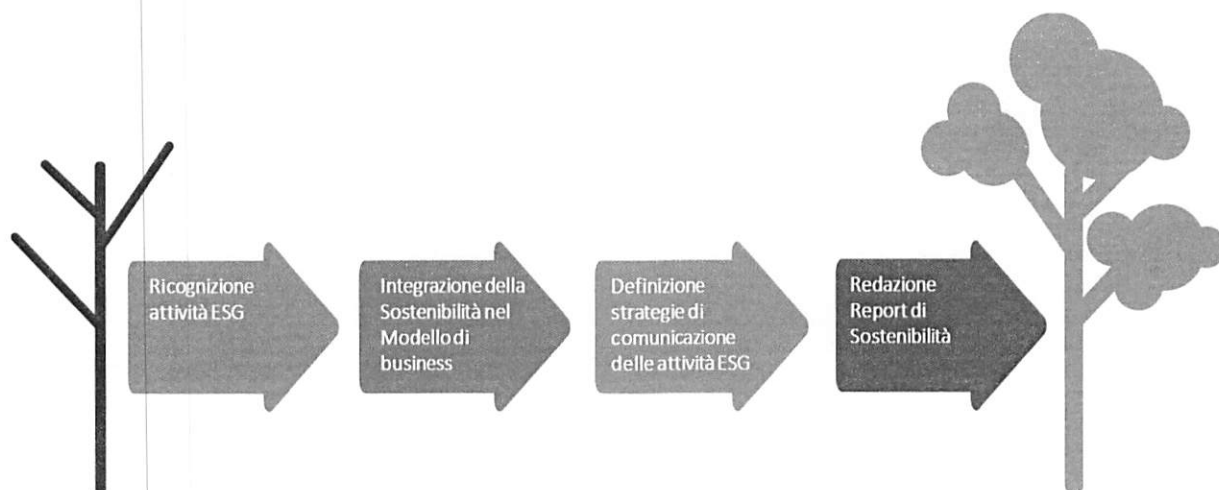 Ricognizione
attività ESG
Integrazione della
Sostenibilità nel
Modello di
business
Definizione
strategie di
comunicazione
delle attività ESG
Redazione
Report di
Sostenibilità